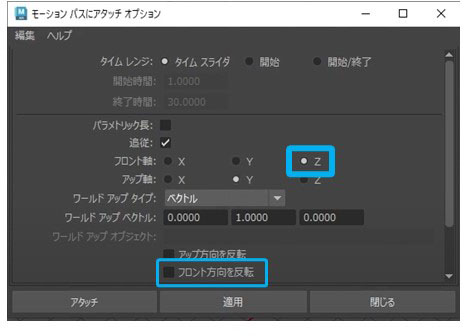 モーション パスにアタッチ オプション
編集 ヘルプ
タイム レンジ: タイム スライダ 開始 開始/終了
開始時間: 1.0000
終了時間: 30.0000
パラメトリック長:
追従:
フロント軸: X Y Z
アップ軸: X Y Z
ワールド アップ タイプ: ベクトル
ワールド アップ ベクトル: 0.0000 1.0000 0.0000
ワールド アップ オブジェクト:
アップ方向を反転
フロント方向を反転
アタッチ 適用 閉じる